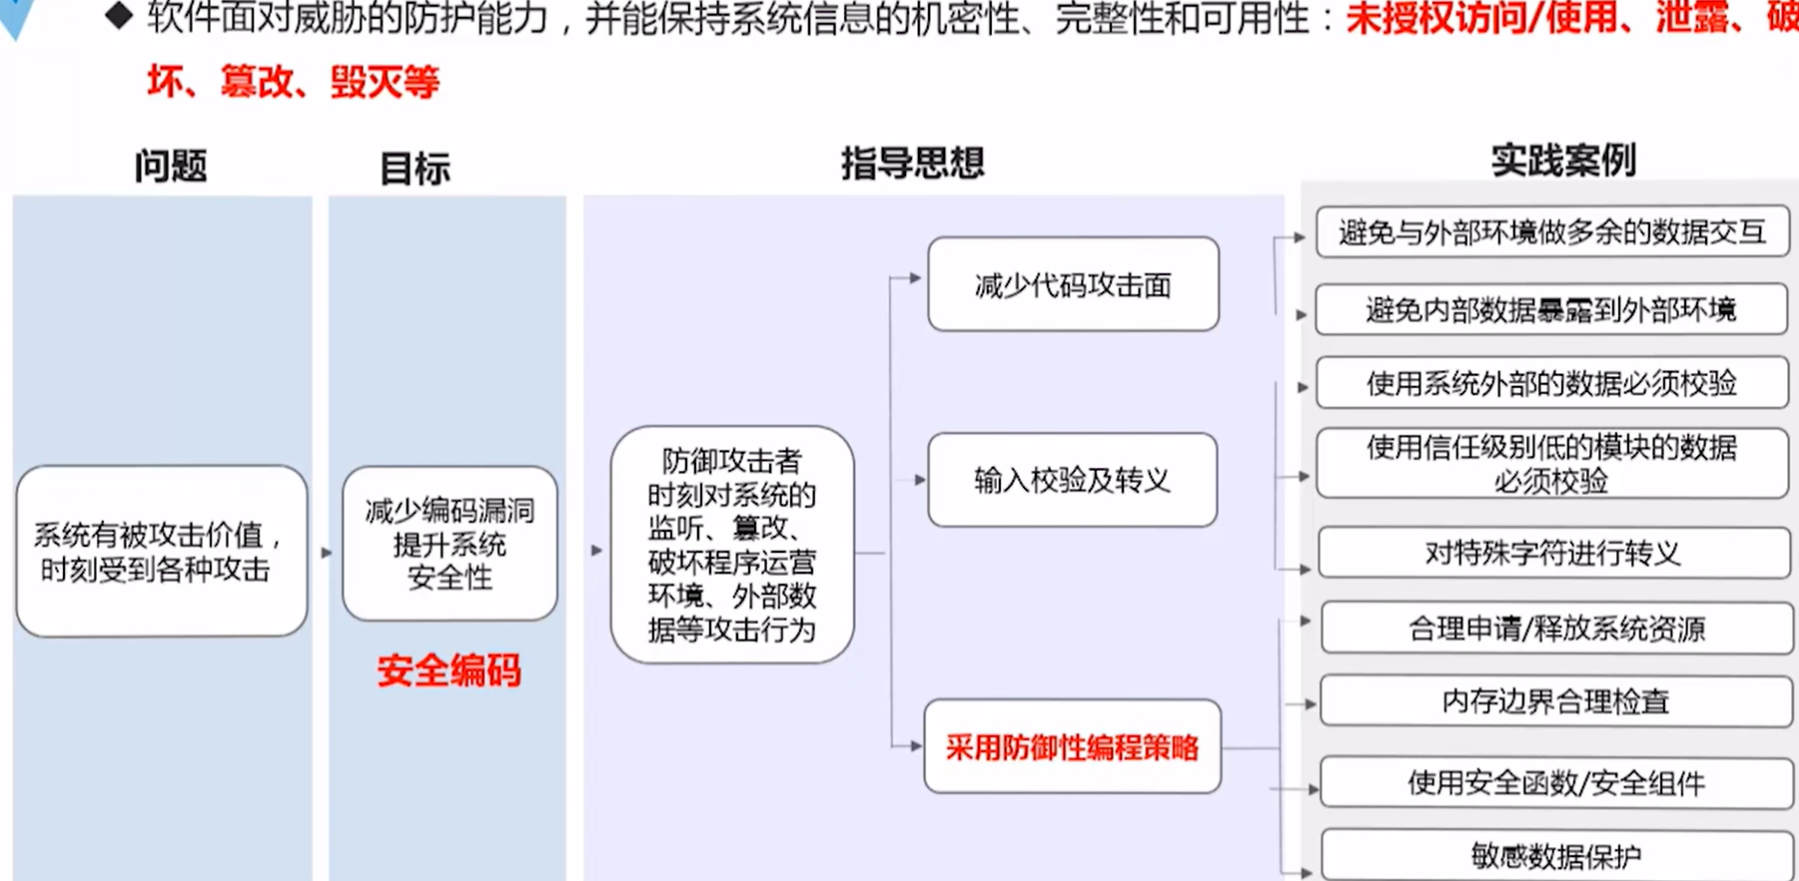 ◆ 软件面对威胁的防护能力，并能保持系统信息的机密性、完整性和可用性：未授权访问/使用、泄露、破
坏、篡改、毁灭等
问题
目标
指导思想
实践案例
系统有被攻击价值，
时刻受到各种攻击
减少编码漏洞
提升系统
安全性
安全编码
防御攻击者
时刻对系统的
监听、篡改、
破坏程序运营
环境、外部数
据等攻击行为
减少代码攻击面
输入校验及转义
采用防御性编程策略
避免与外部环境做多余的数据交互
避免内部数据暴露到外部环境
使用系统外部的数据必须校验
使用信任级别低的模块的数据
必须校验
对特殊字符进行转义
合理申请/释放系统资源
内存边界合理检查
使用安全函数/安全组件
敏感数据保护